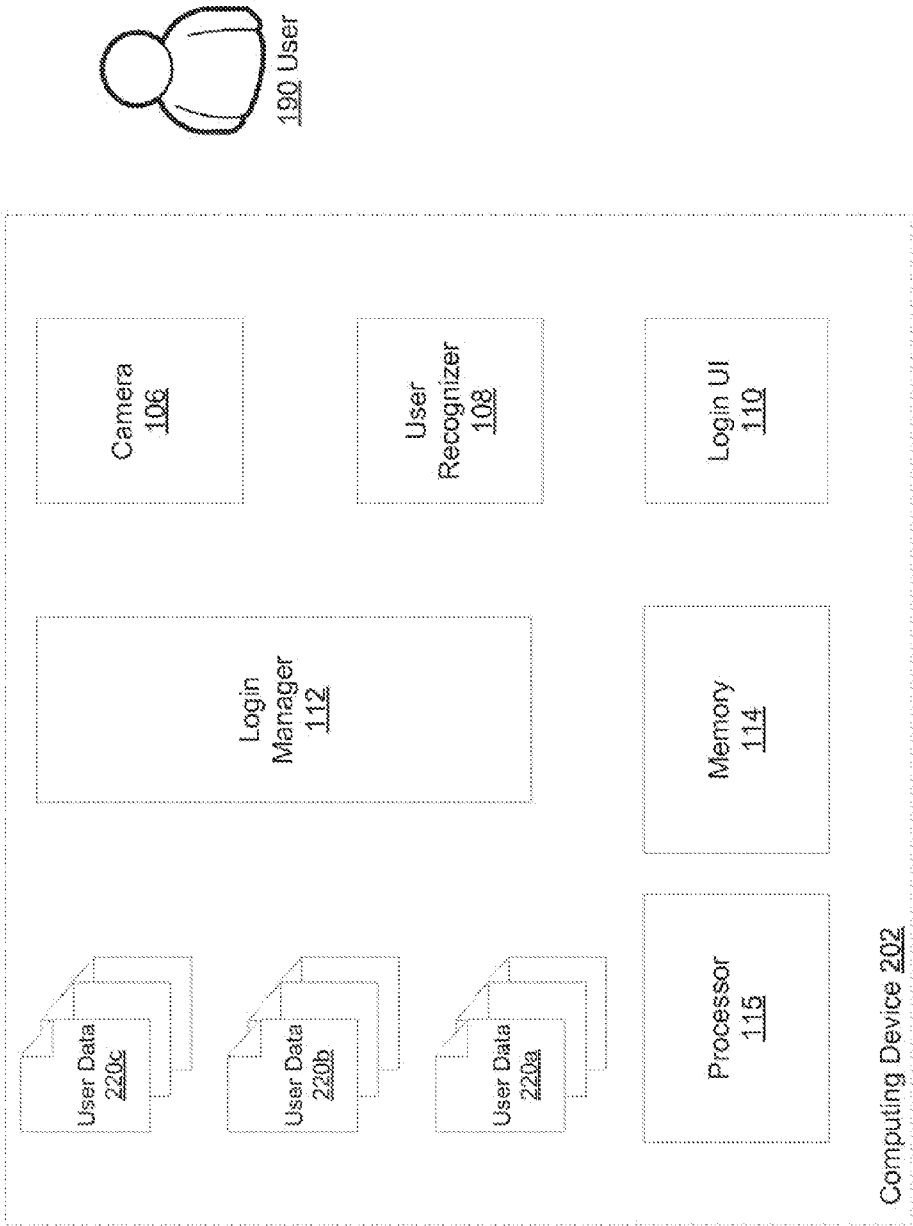 User Data
220c
User Data
220b
User Data
220a
Login
Manager
112
Camera
106
User
Recognizer
108
190 User
Processor
115
Memory
114
Login UI
110
Computing Device 202